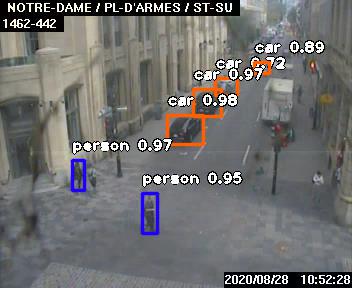 NOTRE-DAME / PL-D'ARMES / ST-SU
1462-442
car 0.89
car 0.72
car 0.97
car 0.98
person 0.97
person 0.95
2020/08/28 10:52:28